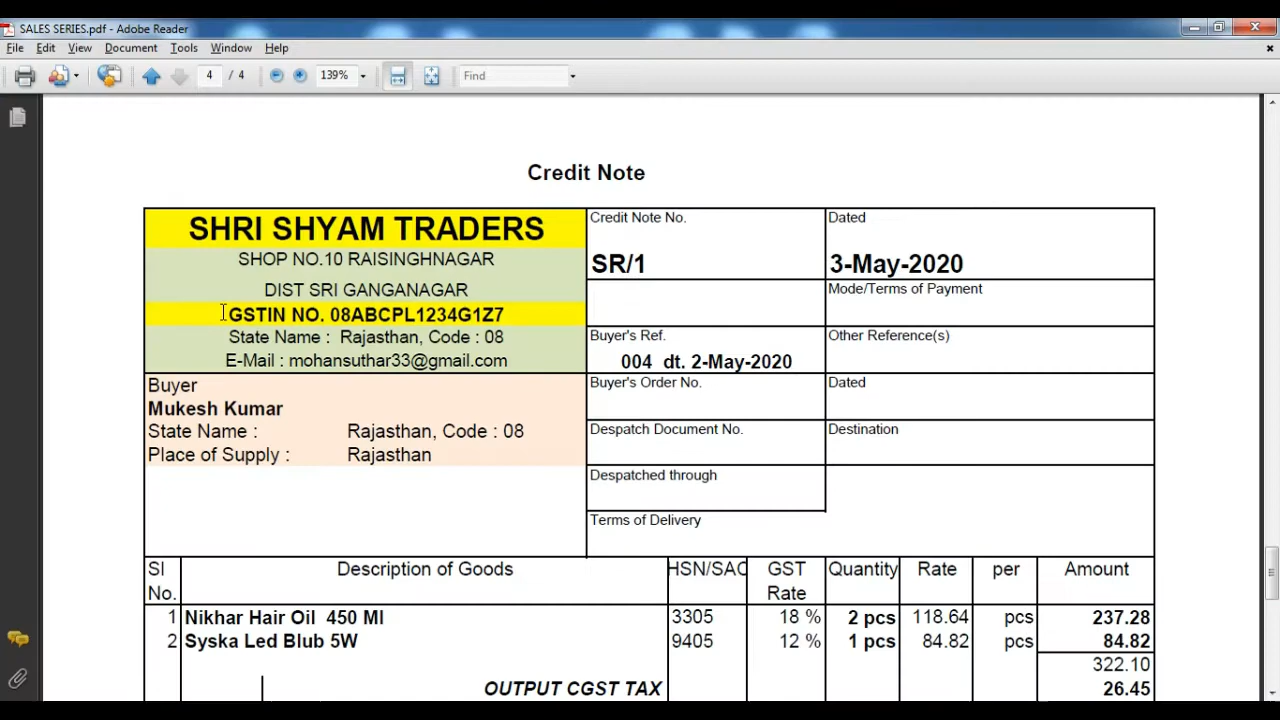 SALES SERIES.pdf - Adobe Reader
File Edit View Document Tools Window Help
4 / 4 139% Find
Credit Note
SHRI SHYAM TRADERS
SHOP NO.10 RAISINGHNAGAR
DIST SRI GANGANAGAR
GSTIN NO. 08ABCPL1234G1Z7
State Name : Rajasthan, Code : 08
E-Mail : mohansuthar33@gmail.com
Credit Note No. Dated
SR/1 3-May-2020
Mode/Terms of Payment
Buyer's Ref. Other Reference(s)
004 dt. 2-May-2020
Buyer's Order No. Dated
Despatch Document No. Destination
Despatched through
Terms of Delivery
Buyer
Mukesh Kumar
State Name : Rajasthan, Code : 08
Place of Supply : Rajasthan
Sl No. Description of Goods HSN/SAC GST Rate Quantity Rate per Amount
1 Nikhar Hair Oil 450 Ml 3305 18 % 2 pcs 118.64 pcs 237.28
2 Syska Led Blub 5W 9405 12 % 1 pcs 84.82 pcs 84.82
322.10
OUTPUT CGST TAX 26.45